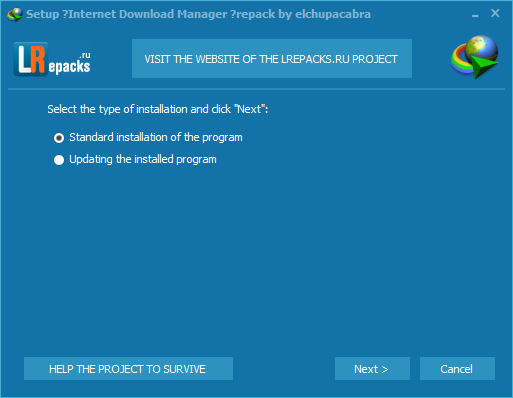 Setup ?Internet Download Manager ?repack by elchupacabra
LRepacks.ru
VISIT THE WEBSITE OF THE LREPACKS.RU PROJECT
Select the type of installation and click "Next":
Standard installation of the program
Updating the installed program
HELP THE PROJECT TO SURVIVE
Next >
Cancel